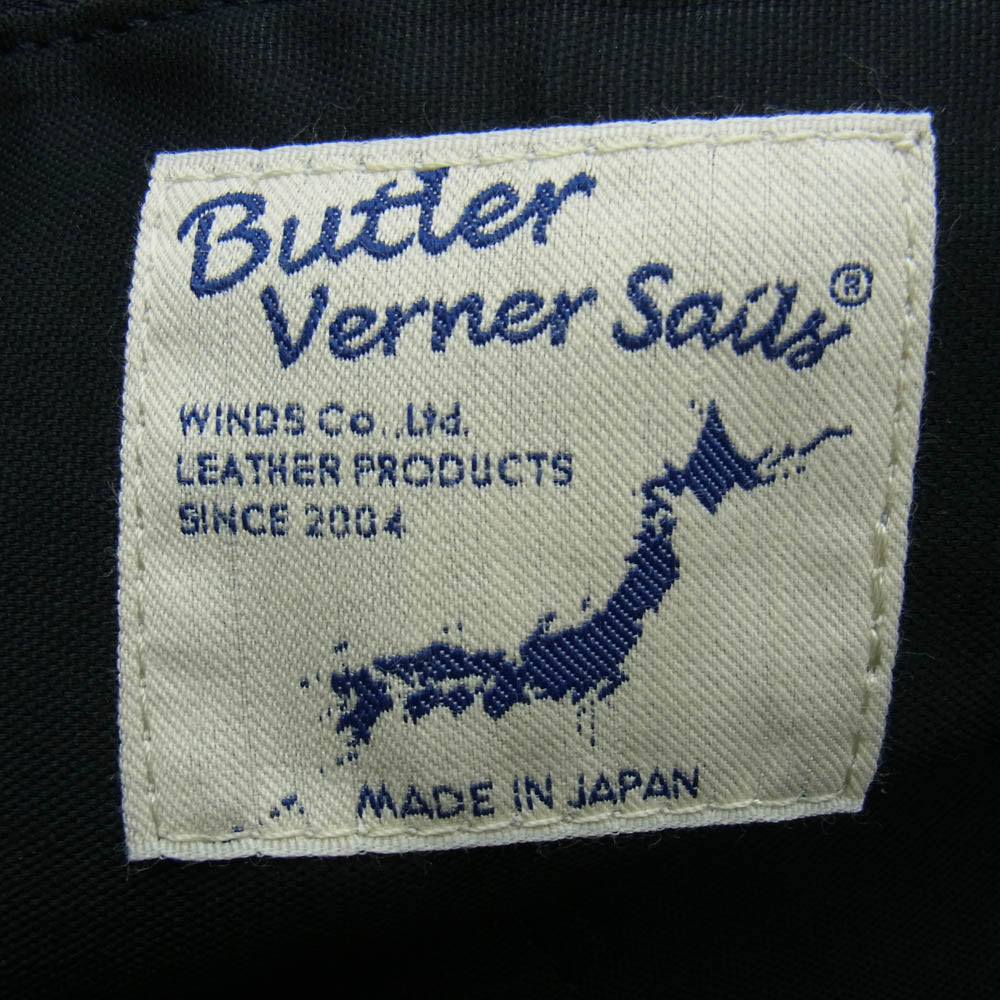 Butler
Verner Sails®
WINDS Co.,Ltd.
LEATHER PRODUCTS
SINCE 2004
MADE IN JAPAN